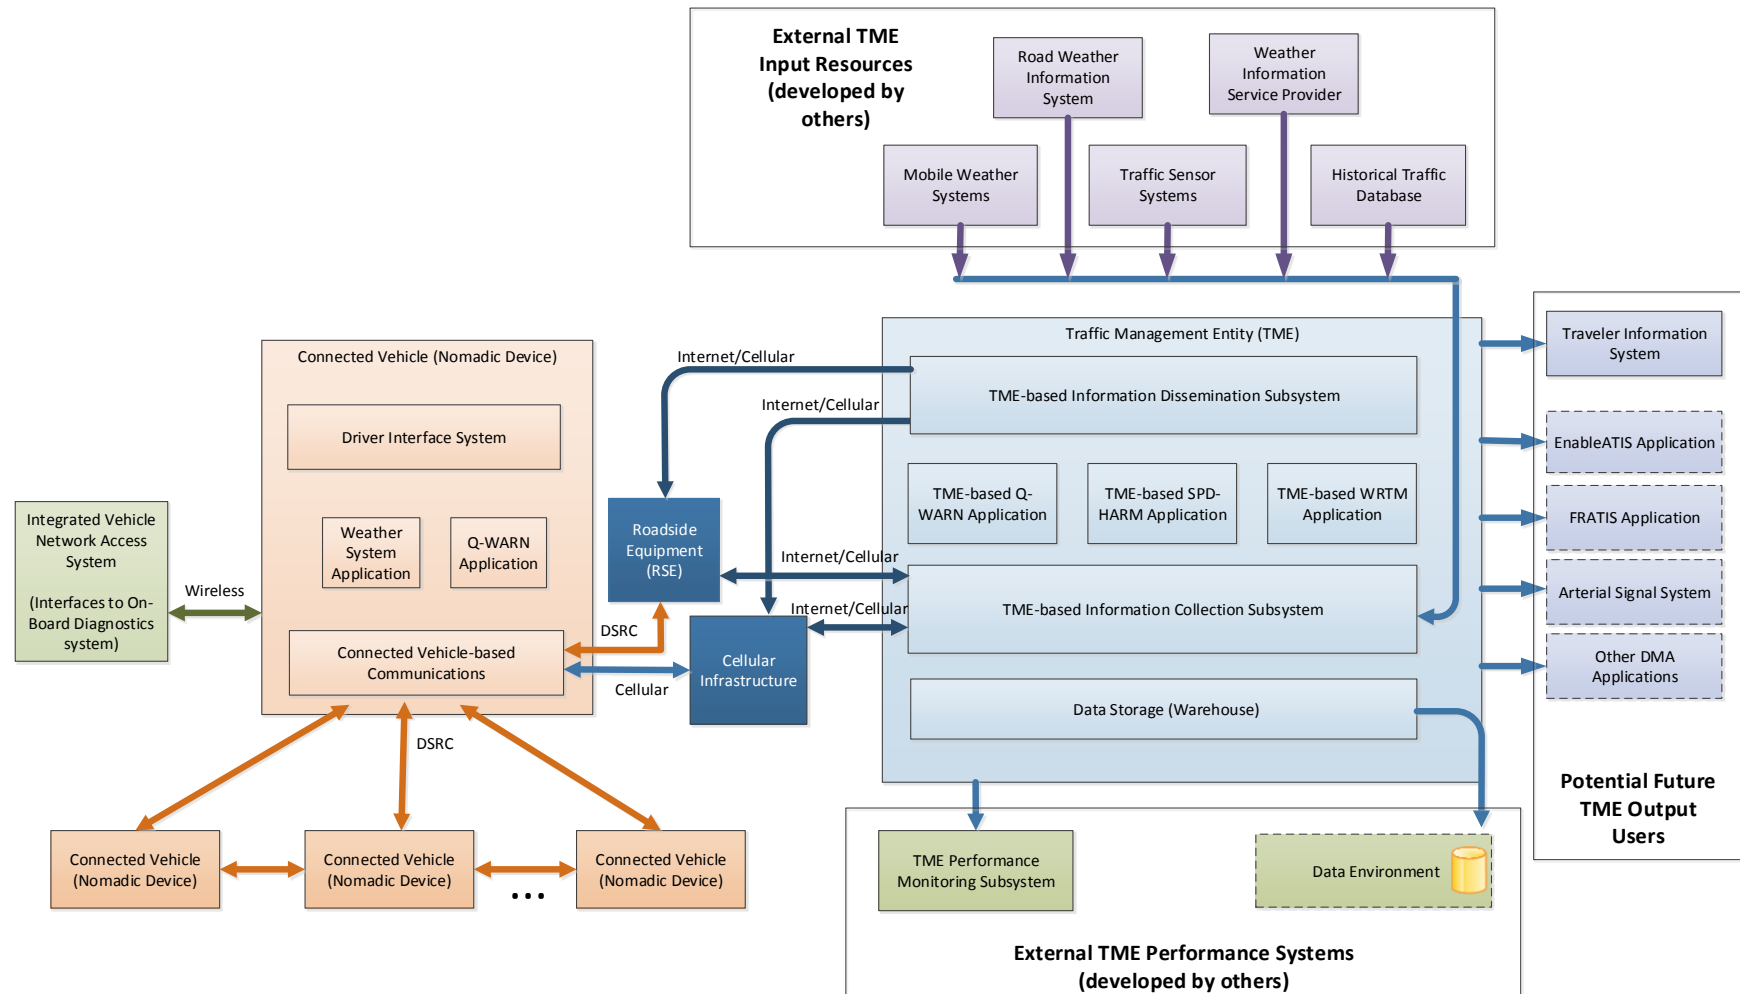 External TME
Input Resources
(developed by
others)
Road Weather
Information
System
Weather
Information
Service Provider
Mobile Weather
Systems
Traffic Sensor
Systems
Historical Traffic
Database
Traffic Management Entity (TME)
TME-based Information Dissemination Subsystem
TME-based Q-
WARN Application
TME-based SPD-
HARM Application
TME-based WRTM
Application
TME-based Information Collection Subsystem
Data Storage (Warehouse)
Internet/Cellular
Internet/Cellular
Internet/Cellular
Internet/Cellular
Connected Vehicle (Nomadic Device)
Driver Interface System
Weather
System
Application
Q-WARN
Application
Connected Vehicle-based
Communications
Integrated Vehicle
Network Access
System
(Interfaces to On-
Board Diagnostics
system)
Wireless
Roadside
Equipment
(RSE)
DSRC
Cellular
Cellular
Infrastructure
DSRC
Connected Vehicle
(Nomadic Device)
Connected Vehicle
(Nomadic Device)
...
Connected Vehicle
(Nomadic Device)
Traveler Information
System
EnableATIS Application
FRATIS Application
Arterial Signal System
Other DMA
Applications
Potential Future
TME Output
Users
TME Performance
Monitoring Subsystem
Data Environment
External TME Performance Systems
(developed by others)